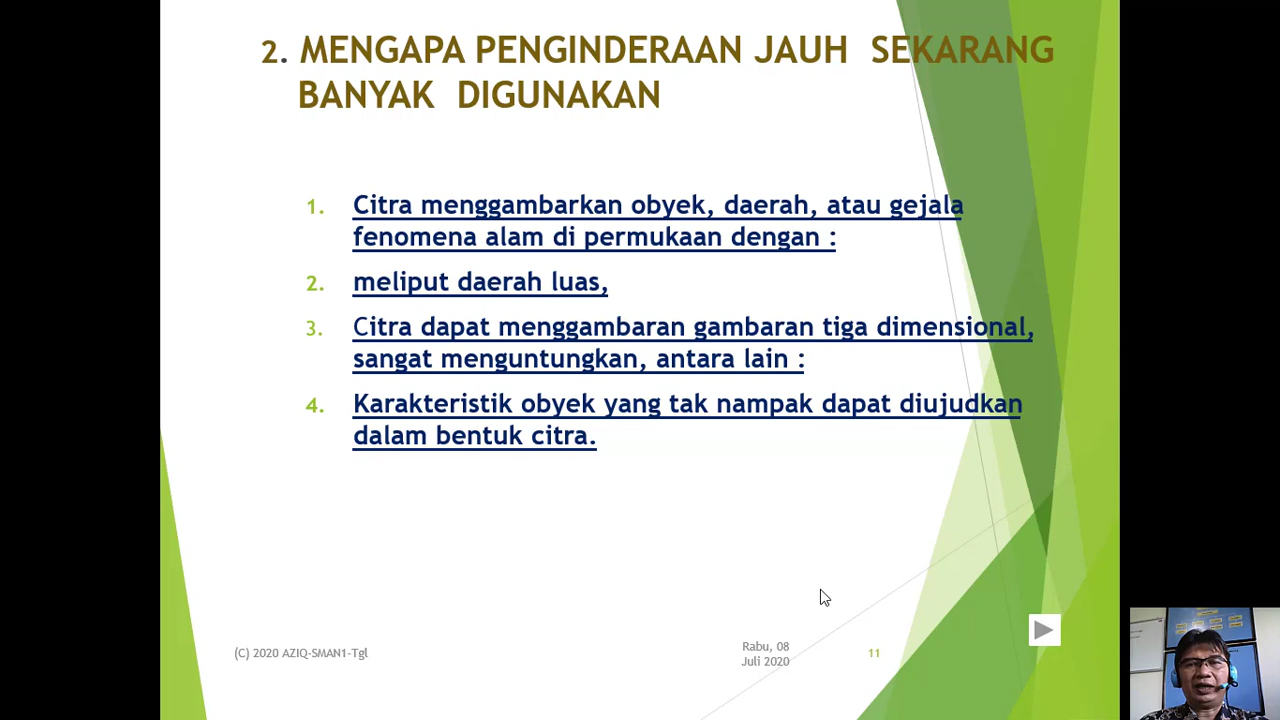 2. MENGAPA PENGINDERAAN JAUH SEKARANG
BANYAK DIGUNAKAN
1. Citra menggambarkan obyek, daerah, atau gejala
fenomena alam di permukaan dengan :
2. meliput daerah luas,
3. Citra dapat menggambaran gambaran tiga dimensional,
sangat menguntungkan, antara lain :
4. Karakteristik obyek yang tak nampak dapat diujudkan
dalam bentuk citra.
(C) 2020 AZIQ-SMAN1-Tgl
Rabu, 08
Juli 2020
11